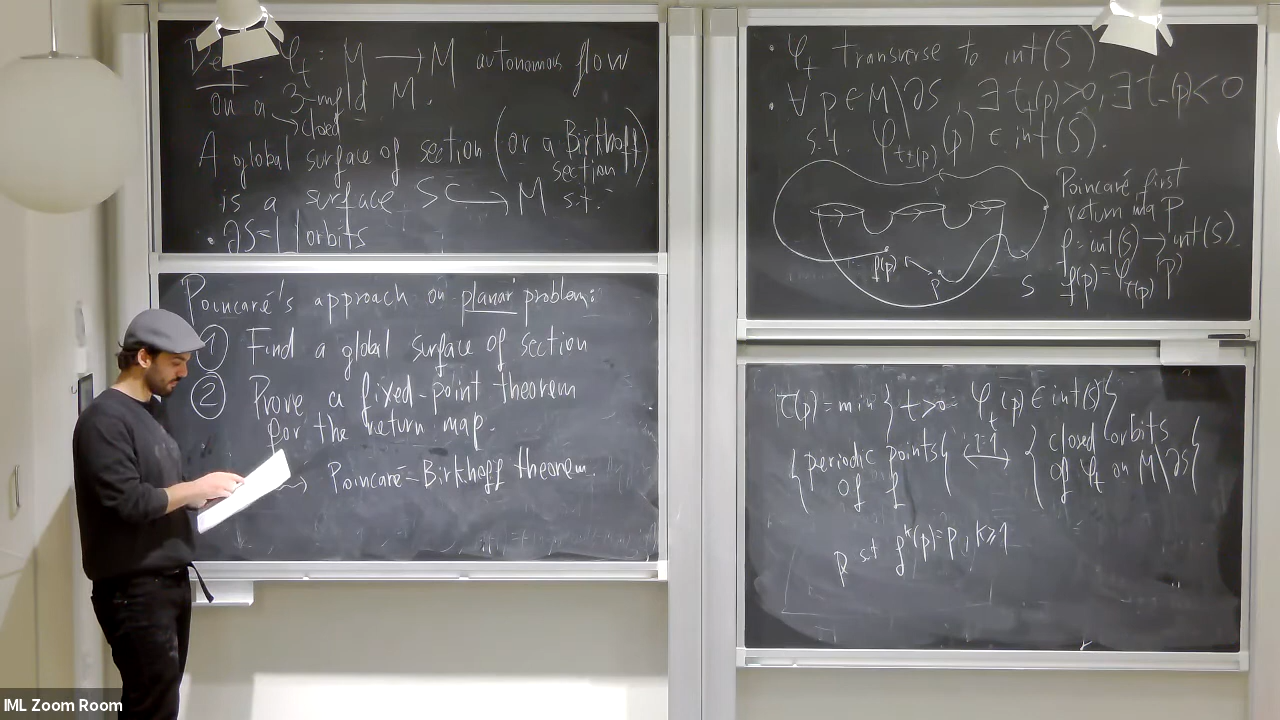 Def. φ_t: M → M autonomous flow
on a 3-mfld M.
→ closed
A global surface of section (or a Birkhoff
section)
is a surface S ↪ M s.t.
• ∂S = ⊔ orbits
Poincaré's approach on planar problem:
① Find a global surface of section
② Prove a fixed-point theorem
for the return map.
⇝ Poincaré-Birkhoff theorem.
• φ_t transverse to int(S)
• ∀ p ∈ M\∂S, ∃ t_+(p)>0, ∃ t_-(p)<0
s.t. φ_{t_±(p)}(p) ∈ int(S).
Poincaré first
return map
f: int(S) → int(S).
f(p) = φ_{τ(p)}(p)
f(p)
p
S
τ(p) = min { t>0: φ_t(p) ∈ int(S) }
{ periodic points
of f } ⟷ 1:1 { closed orbits
of φ_t on M\∂S }
p s.t. f^k(p)=p, k≥1
IML Zoom Room